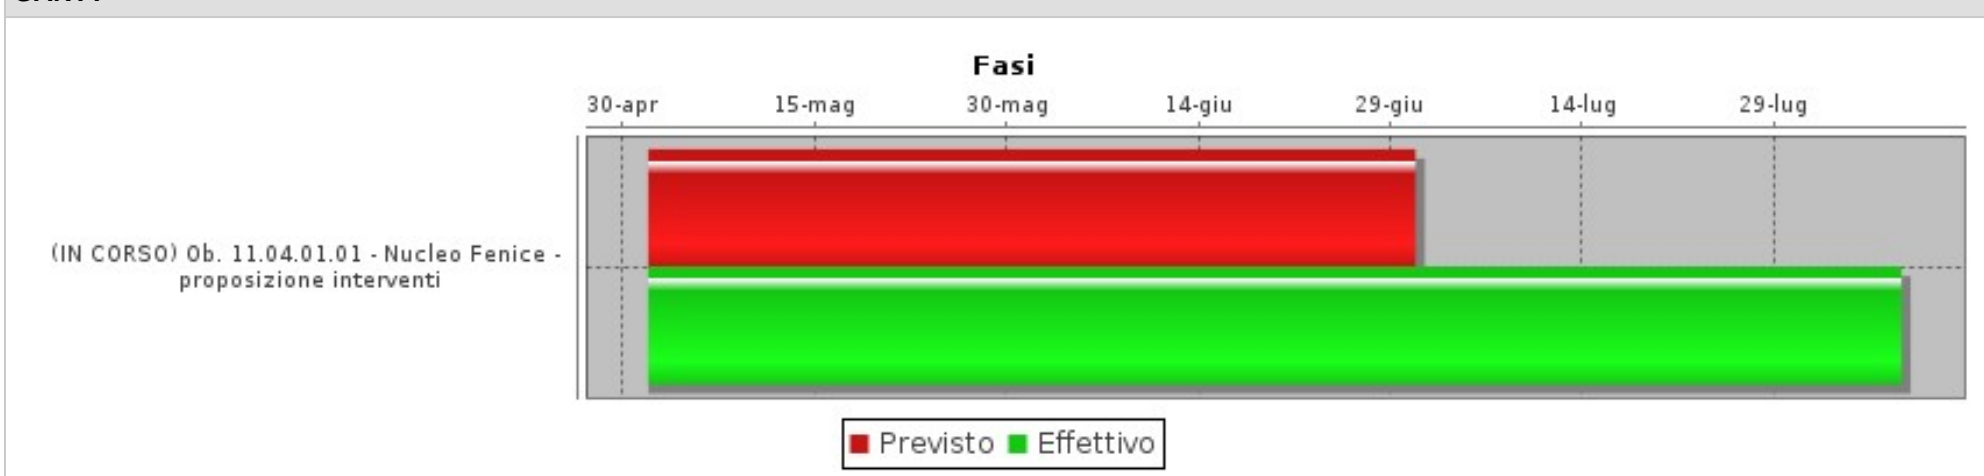 Fasi
30-apr 15-mag 30-mag 14-giu 29-giu 14-lug 29-lug
(IN CORSO) Ob. 11.04.01.01 - Nucleo Fenice -
proposizione interventi
Previsto Effettivo